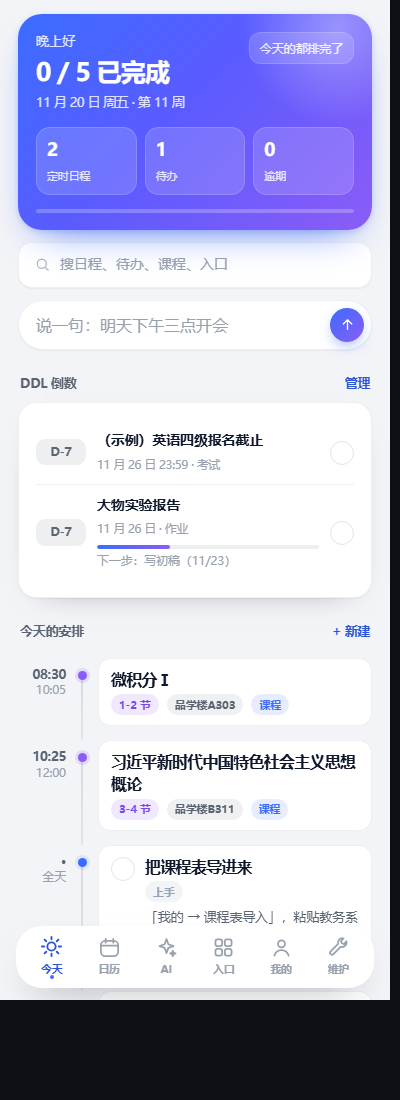 晚上好
0 / 5 已完成
今天的都排完了
11 月 20 日 周五 · 第 11 周
2
定时日程
1
待办
0
逾期
搜日程、待办、课程、入口
说一句：明天下午三点开会
DDL 倒数
管理
D-7
（示例）英语四级报名截止
11 月 26 日 23:59 · 考试
D-7
大物实验报告
11 月 26 日 · 作业
下一步：写初稿（11/23）
今天的安排
+ 新建
08:30
10:05
微积分 I
1-2 节
品学楼A303
课程
10:25
12:00
习近平新时代中国特色社会主义思想
概论
3-4 节
品学楼B311
课程
全天
把课程表导进来
上手
「我的 → 课程表导入」，粘贴教务系
今天
日历
AI
入口
我的
维护